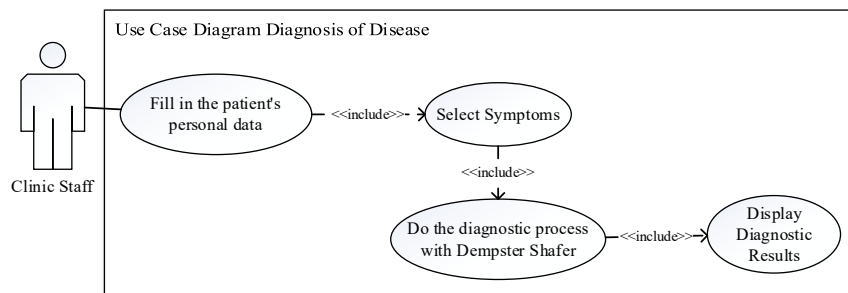 Use Case Diagram Diagnosis of Disease
Fill in the patient's
personal data
<<include>>
Select Symptoms
<<include>>
Clinic Staff
Do the diagnostic process
with Dempster Shafer
<<include>>
Display
Diagnostic
Results